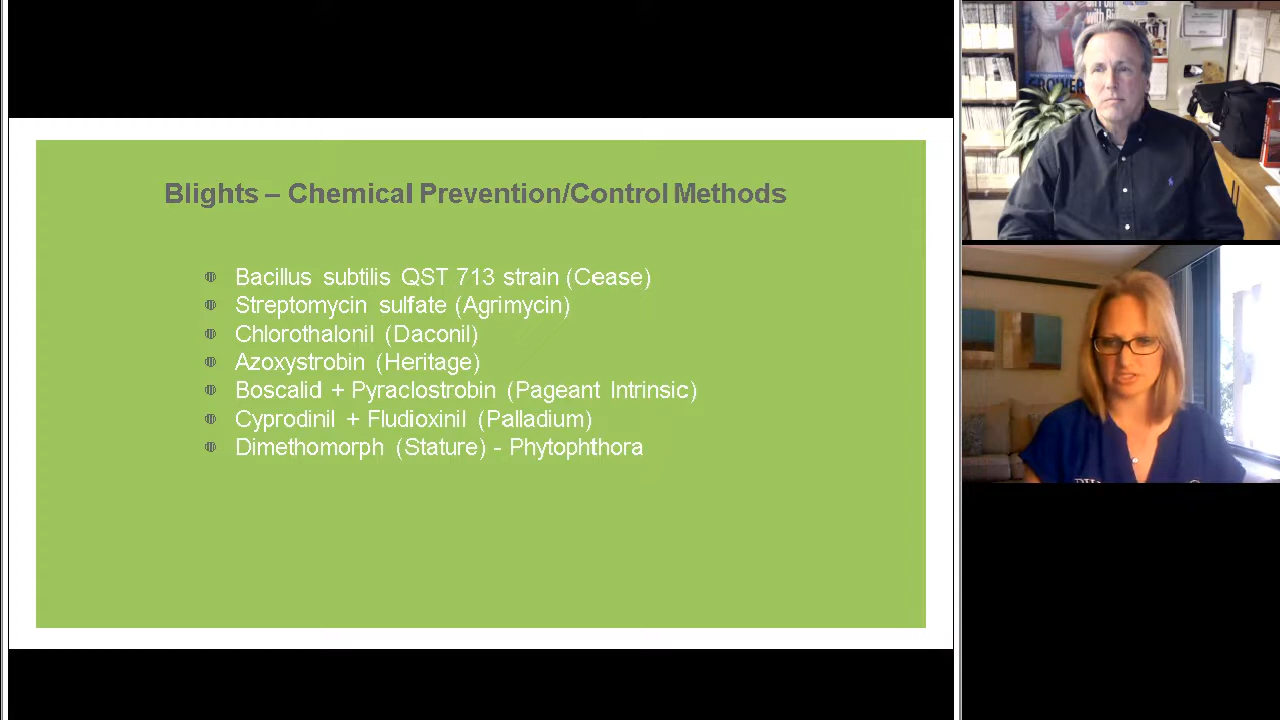 Blights – Chemical Prevention/Control Methods
Bacillus subtilis QST 713 strain (Cease)
Streptomycin sulfate (Agrimycin)
Chlorothalonil (Daconil)
Azoxystrobin (Heritage)
Boscalid + Pyraclostrobin (Pageant Intrinsic)
Cyprodinil + Fludioxinil (Palladium)
Dimethomorph (Stature) - Phytophthora
GROWER